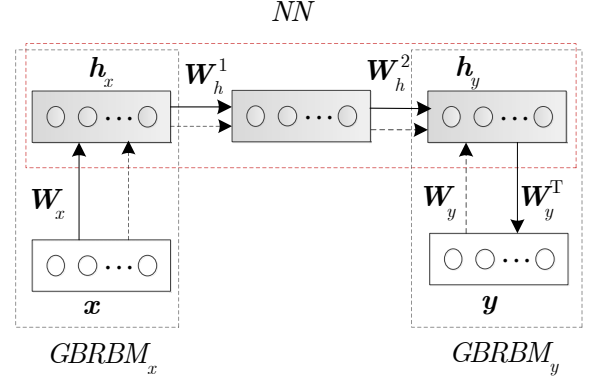 NN
h_x W_h^1 W_h^2 h_y
W_x W_y W_y^T
x y
GBRBM_x GBRBM_y